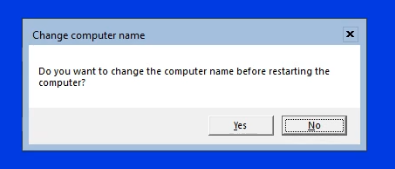 Change computer name
Do you want to change the computer name before restarting the
computer?
Yes
No